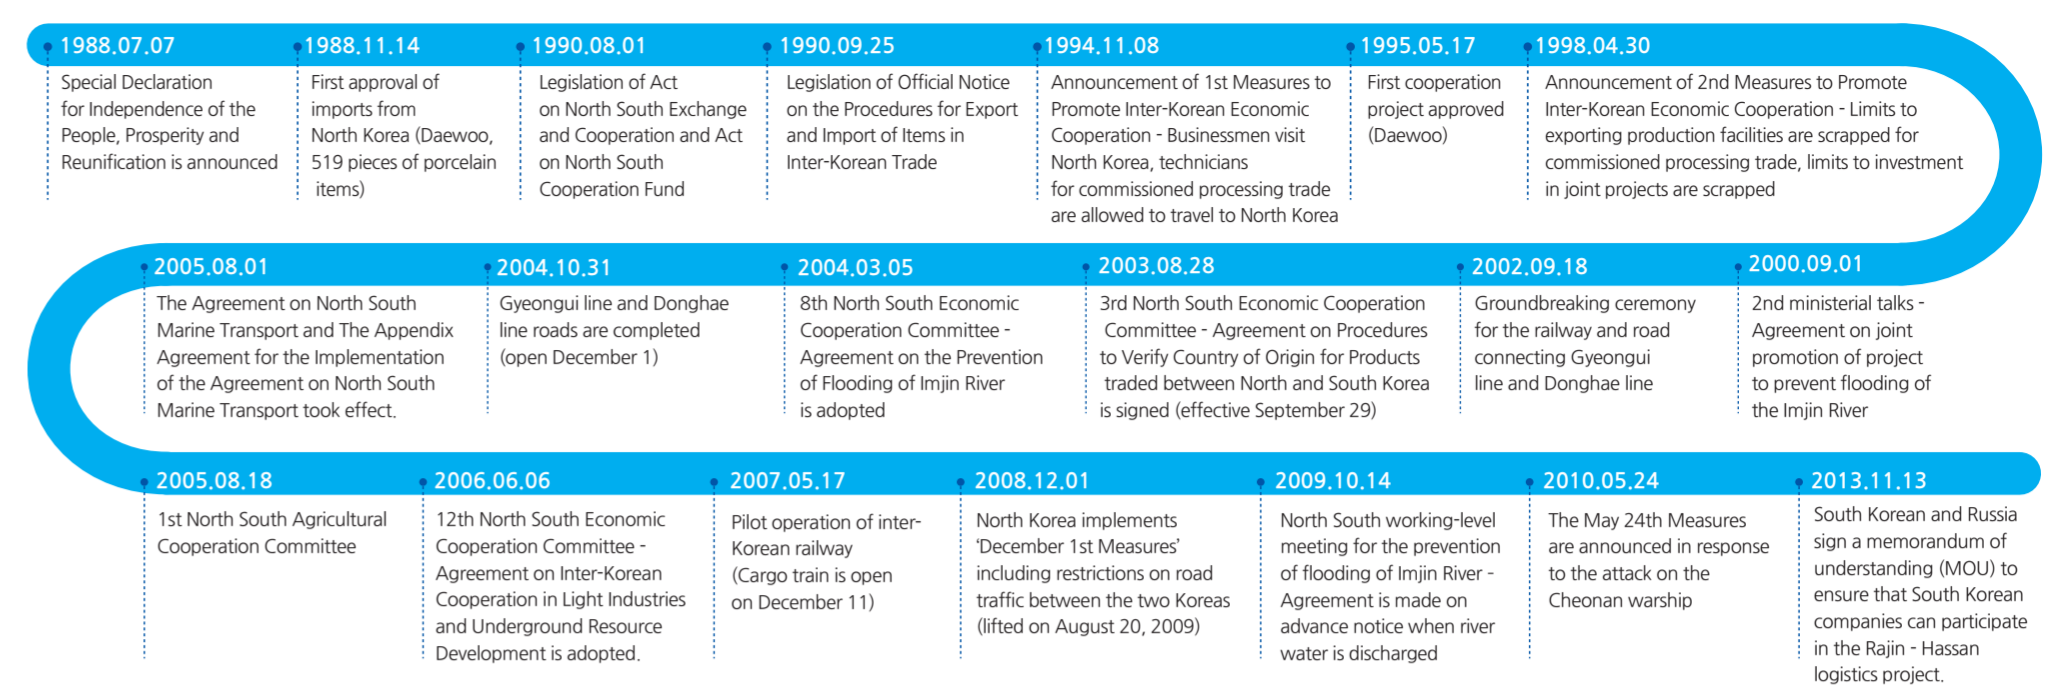 1988.07.07
Special Declaration
for Independence of the
People, Prosperity and
Reunification is announced
1988.11.14
First approval of
imports from
North Korea (Daewoo,
519 pieces of porcelain
items)
1990.08.01
Legislation of Act
on North South Exchange
and Cooperation and Act
on North South
Cooperation Fund
1990.09.25
Legislation of Official Notice
on the Procedures for Export
and Import of Items in
Inter-Korean Trade
1994.11.08
Announcement of 1st Measures to
Promote Inter-Korean Economic
Cooperation - Businessmen visit
North Korea, technicians
for commissioned processing trade
are allowed to travel to North Korea
1995.05.17
First cooperation
project approved
(Daewoo)
1998.04.30
Announcement of 2nd Measures to Promote
Inter-Korean Economic Cooperation - Limits to
exporting production facilities are scrapped for
commissioned processing trade, limits to investment
in joint projects are scrapped
2000.09.01
2nd ministerial talks -
Agreement on joint
promotion of project
to prevent flooding of
the Imjin River
2002.09.18
Groundbreaking ceremony
for the railway and road
connecting Gyeongui
line and Donghae line
2003.08.28
3rd North South Economic Cooperation
Committee - Agreement on Procedures
to Verify Country of Origin for Products
traded between North and South Korea
is signed (effective September 29)
2004.03.05
8th North South Economic
Cooperation Committee -
Agreement on the Prevention
of Flooding of Imjin River
is adopted
2004.10.31
Gyeongui line and Donghae
line roads are completed
(open December 1)
2005.08.01
The Agreement on North South
Marine Transport and The Appendix
Agreement for the Implementation
of the Agreement on North South
Marine Transport took effect.
2005.08.18
1st North South Agricultural
Cooperation Committee
2006.06.06
12th North South Economic
Cooperation Committee -
Agreement on Inter-Korean
Cooperation in Light Industries
and Underground Resource
Development is adopted.
2007.05.17
Pilot operation of inter-
Korean railway
(Cargo train is open
on December 11)
2008.12.01
North Korea implements
‘December 1st Measures’
including restrictions on road
traffic between the two Koreas
(lifted on August 20, 2009)
2009.10.14
North South working-level
meeting for the prevention
of flooding of Imjin River -
Agreement is made on
advance notice when river
water is discharged
2010.05.24
The May 24th Measures
are announced in response
to the attack on the
Cheonan warship
2013.11.13
South Korean and Russia
sign a memorandum of
understanding (MOU) to
ensure that South Korean
companies can participate
in the Rajin - Hassan
logistics project.